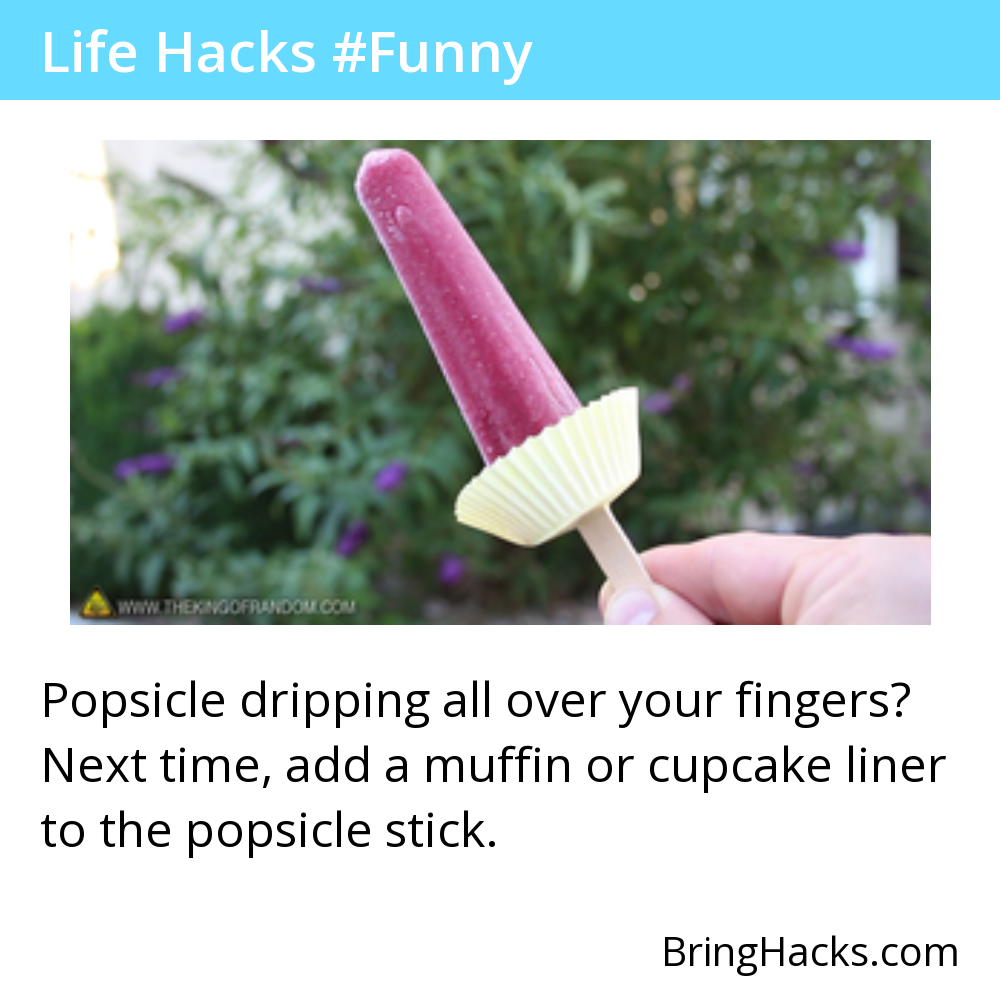 Life Hacks #Funny
WWW.THEKINGOFRANDOM.COM
Popsicle dripping all over your fingers?
Next time, add a muffin or cupcake liner
to the popsicle stick.
BringHacks.com